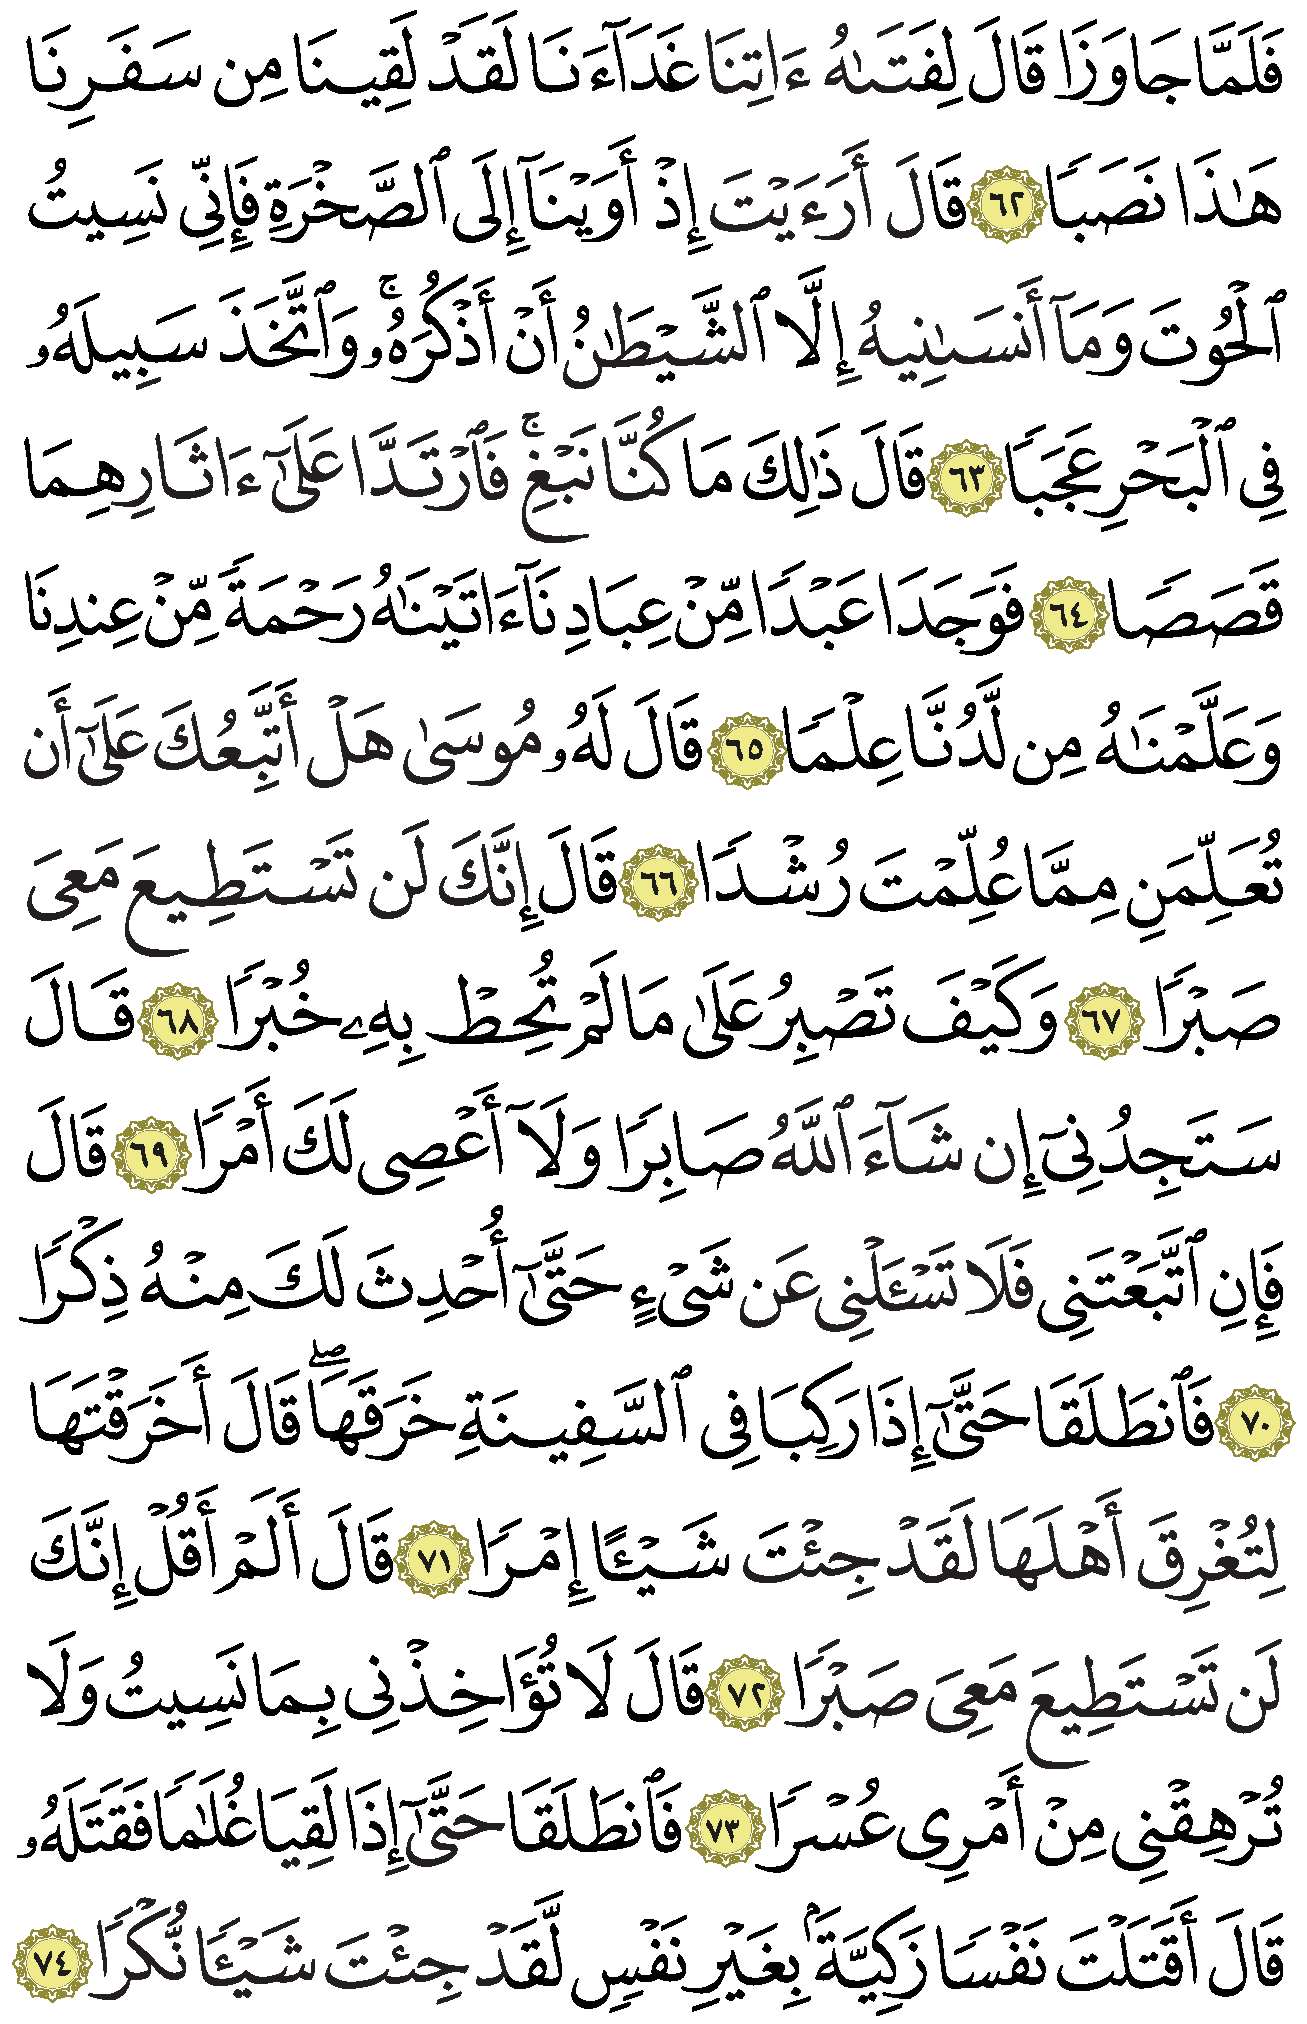 فَلَمَّا جَاوَزَا قَالَ لِفَتَىٰهُ ءَاتِنَا غَدَآءَنَا لَقَدۡ لَقِينَا مِن سَفَرِنَا
هَٰذَا نَصَبٗا ٦٢ قَالَ أَرَءَيۡتَ إِذۡ أَوَيۡنَآ إِلَى ٱلصَّخۡرَةِ فَإِنِّي نَسِيتُ
ٱلۡحُوتَ وَمَآ أَنسَىٰنِيهُ إِلَّا ٱلشَّيۡطَٰنُ أَنۡ أَذۡكُرَهُۥۚ وَٱتَّخَذَ سَبِيلَهُۥ
فِي ٱلۡبَحۡرِ عَجَبٗا ٦٣ قَالَ ذَٰلِكَ مَا كُنَّا نَبۡغِۚ فَٱرۡتَدَّا عَلَىٰٓ ءَاثَارِهِمَا
قَصَصٗا ٦٤ فَوَجَدَا عَبۡدٗا مِّنۡ عِبَادِنَآ ءَاتَيۡنَٰهُ رَحۡمَةٗ مِّنۡ عِندِنَا
وَعَلَّمۡنَٰهُ مِن لَّدُنَّا عِلۡمٗا ٦٥ قَالَ لَهُۥ مُوسَىٰ هَلۡ أَتَّبِعُكَ عَلَىٰٓ أَن
تُعَلِّمَنِ مِمَّا عُلِّمۡتَ رُشۡدٗا ٦٦ قَالَ إِنَّكَ لَن تَسۡتَطِيعَ مَعِيَ
صَبۡرٗا ٦٧ وَكَيۡفَ تَصۡبِرُ عَلَىٰ مَا لَمۡ تُحِطۡ بِهِۦ خُبۡرٗا ٦٨ قَالَ
سَتَجِدُنِيٓ إِن شَآءَ ٱللَّهُ صَابِرٗا وَلَآ أَعۡصِي لَكَ أَمۡرٗا ٦٩ قَالَ
فَإِنِ ٱتَّبَعۡتَنِي فَلَا تَسۡـَٔلۡنِي عَن شَيۡءٍ حَتَّىٰٓ أُحۡدِثَ لَكَ مِنۡهُ ذِكۡرٗا
٧٠ فَٱنطَلَقَا حَتَّىٰٓ إِذَا رَكِبَا فِي ٱلسَّفِينَةِ خَرَقَهَاۖ قَالَ أَخَرَقۡتَهَا
لِتُغۡرِقَ أَهۡلَهَا لَقَدۡ جِئۡتَ شَيۡـًٔا إِمۡرٗا ٧١ قَالَ أَلَمۡ أَقُلۡ إِنَّكَ
لَن تَسۡتَطِيعَ مَعِيَ صَبۡرٗا ٧٢ قَالَ لَا تُؤَاخِذۡنِي بِمَا نَسِيتُ وَلَا
تُرۡهِقۡنِي مِنۡ أَمۡرِي عُسۡرٗا ٧٣ فَٱنطَلَقَا حَتَّىٰٓ إِذَا لَقِيَا غُلَٰمٗا فَقَتَلَهُۥ
قَالَ أَقَتَلۡتَ نَفۡسٗا زَكِيَّةَۢ بِغَيۡرِ نَفۡسٖ لَّقَدۡ جِئۡتَ شَيۡـٔٗا نُّكۡرٗا ٧٤